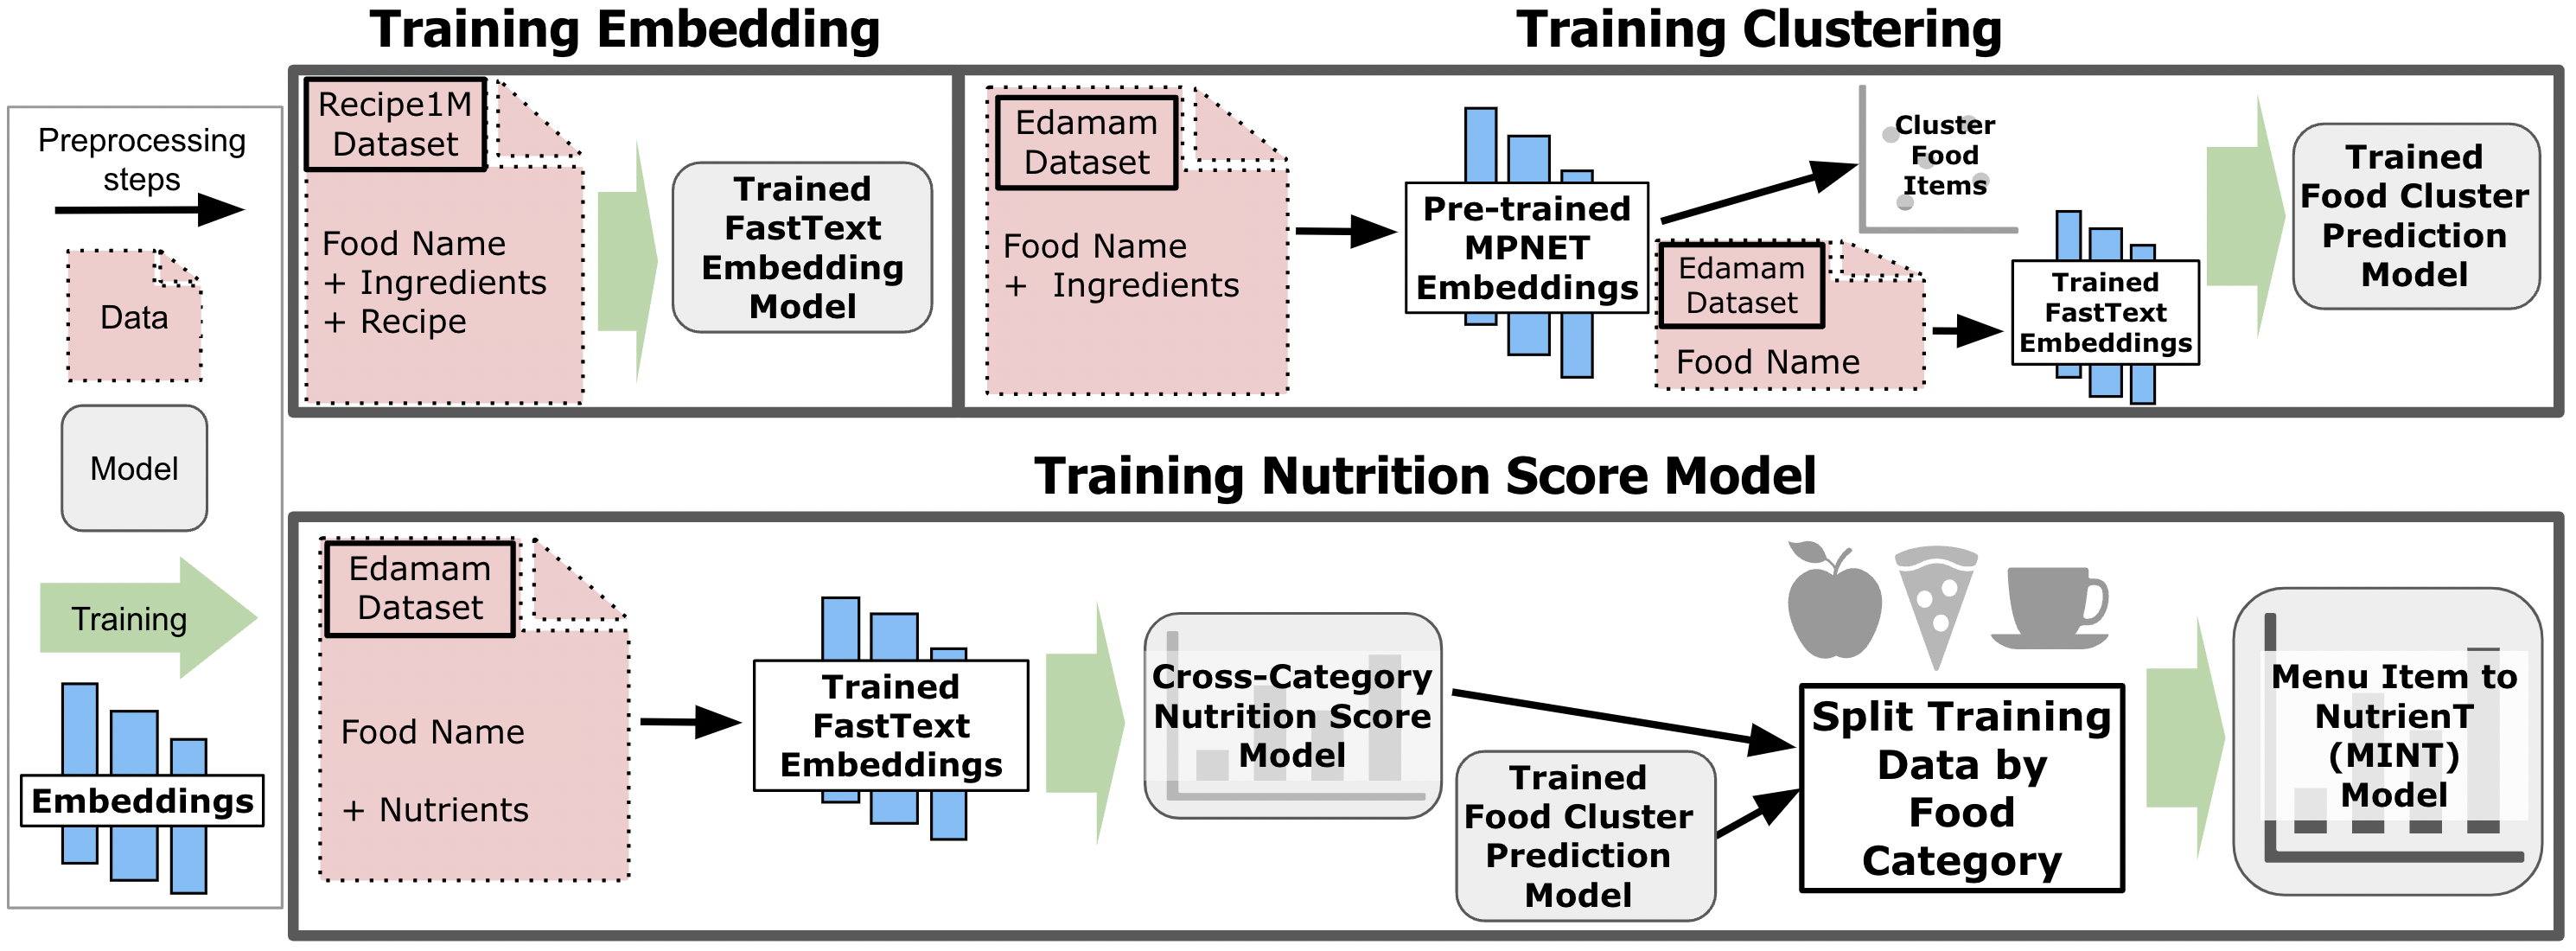 Training Embedding
Training Clustering
Preprocessing
steps
Data
Model
Training
Embeddings
Recipe1M
Dataset
Food Name
+ Ingredients
+ Recipe
Trained
FastText
Embedding
Model
Edamam
Dataset
Food Name
+ Ingredients
Pre-trained
MPNET
Embeddings
Cluster
Food
Items
Edamam
Dataset
Food Name
Trained
FastText
Embeddings
Trained
Food Cluster
Prediction
Model
Training Nutrition Score Model
Edamam
Dataset
Food Name
+ Nutrients
Trained
FastText
Embeddings
Cross-Category
Nutrition Score
Model
Trained
Food Cluster
Prediction
Model
Split Training
Data by
Food
Category
Menu Item to
NutrienT
(MINT)
Model